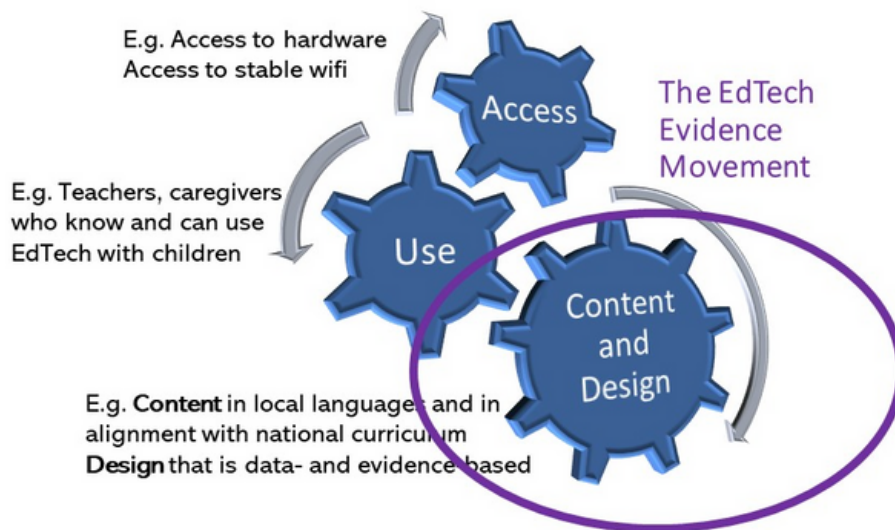 E.g. Access to hardware
Access to stable wifi
Access
The EdTech
Evidence
Movement
E.g. Teachers, caregivers
who know and can use
EdTech with children
Use
Content
and
Design
E.g. Content in local languages and in
alignment with national curriculum
Design that is data- and evidence-based